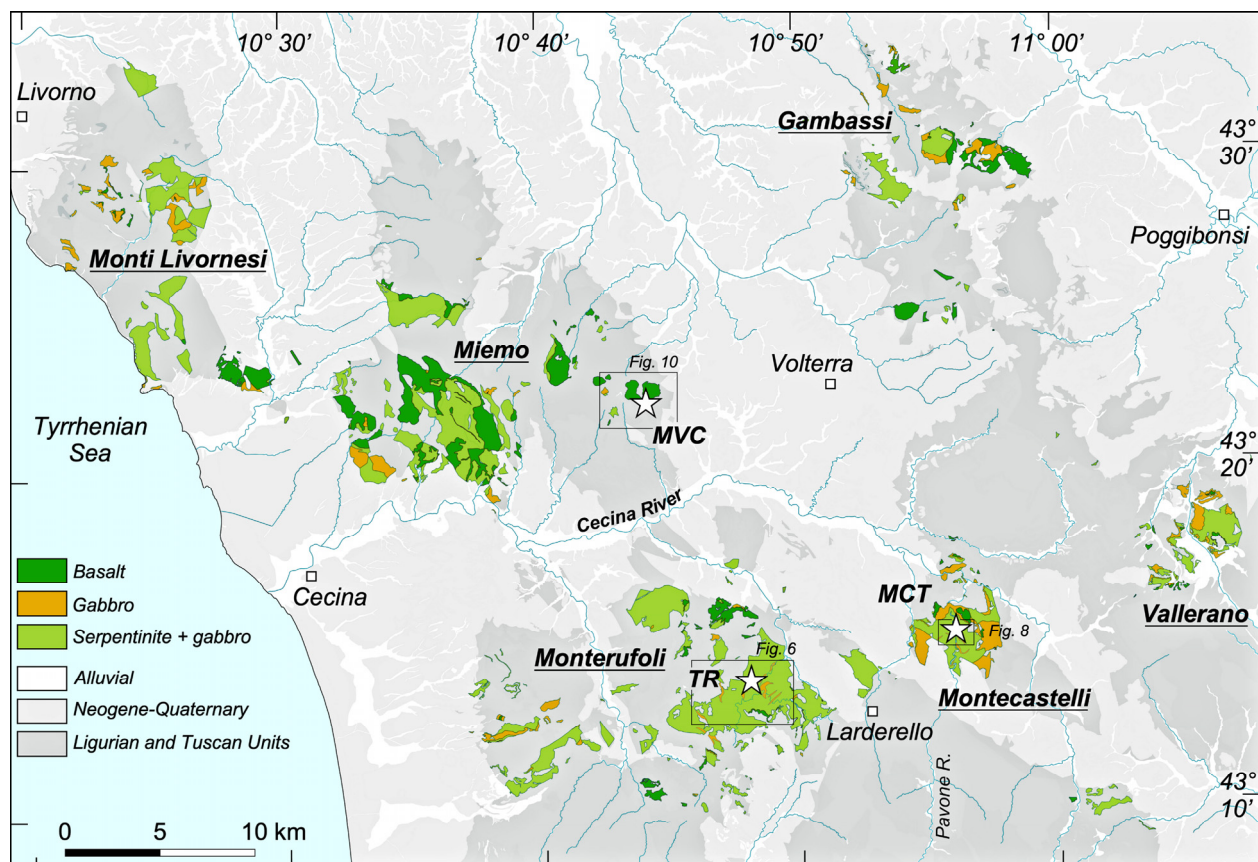 10° 30'
10° 40'
10° 50'
11° 00'
Livorno
Gambassi
43°
30'
Poggibonsi
Monti Livornesi
Miemo
Fig. 10
Volterra
MVC
Tyrrhenian
Sea
43°
20'
Cecina River
Basalt
Gabbro
Serpentinite + gabbro
Alluvial
Neogene-Quaternary
Ligurian and Tuscan Units
Cecina
MCT
Fig. 8
Vallerano
Monterufoli
Fig. 6
TR
Montecastelli
Larderello
Pavone R.
43°
10'
0 5 10 km